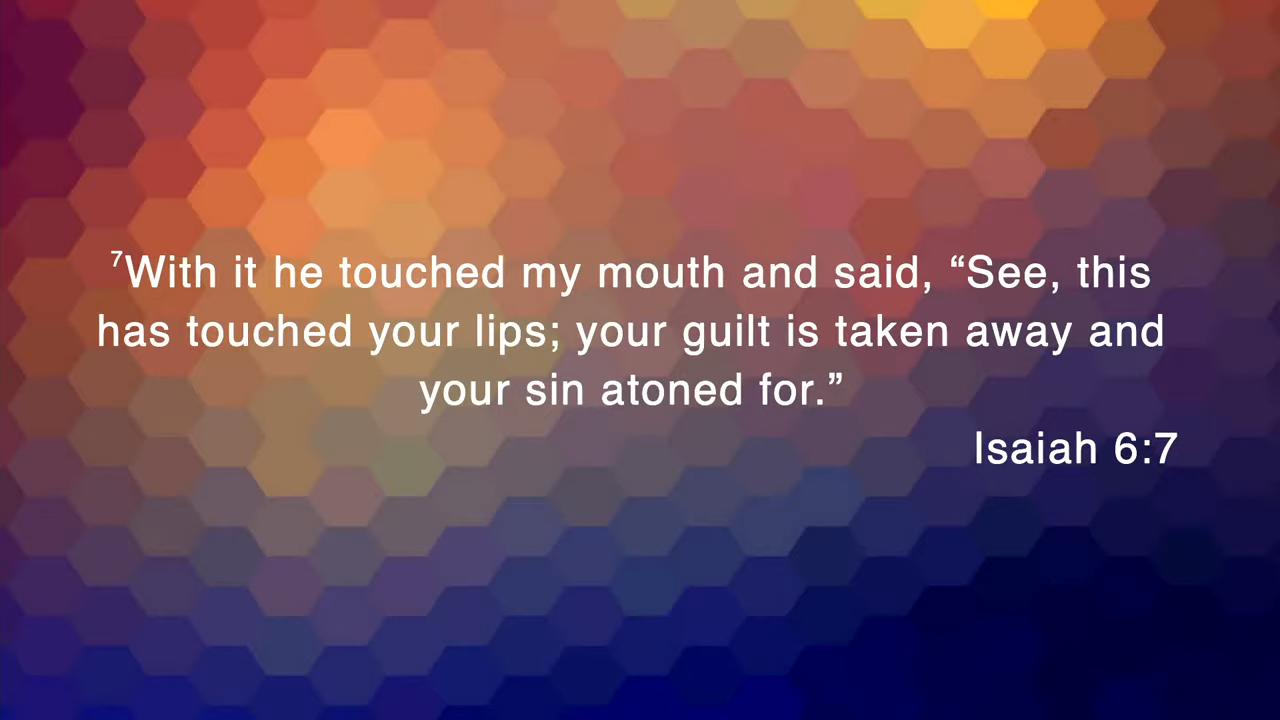 ⁷With it he touched my mouth and said, “See, this
has touched your lips; your guilt is taken away and
your sin atoned for.”
Isaiah 6:7